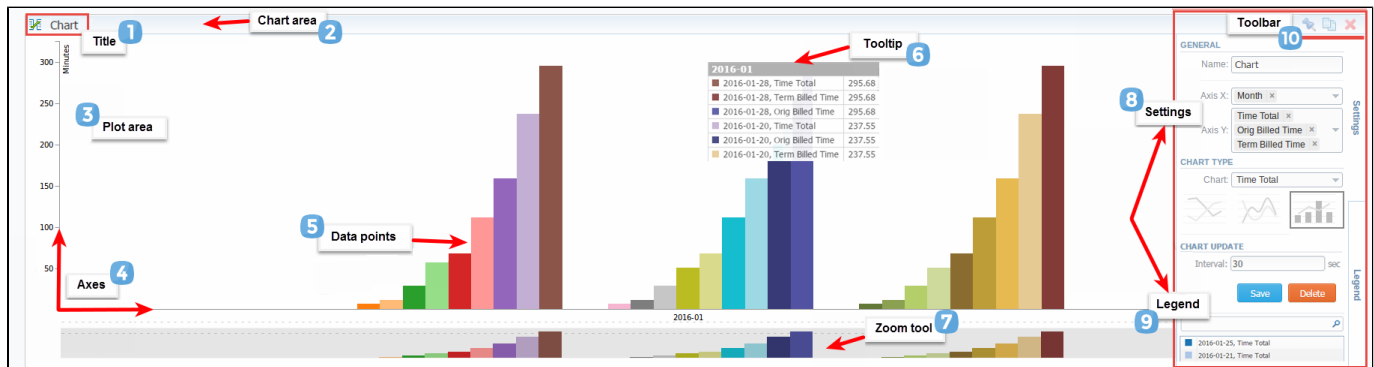 Chart
1
Title
Chart area
2
Minutes
300
250
200
150
100
50
3
Plot area
4
Axes
5
Data points
Tooltip
6
2016-01
2016-01-28, Time Total 295.68
2016-01-28, Term Billed Time 295.68
2016-01-28, Orig Billed Time 295.68
2016-01-20, Time Total 237.55
2016-01-20, Orig Billed Time 237.55
2016-01-20, Term Billed Time 237.55
2016-01
Zoom tool
7
8
Settings
Legend
9
Toolbar
10
GENERAL
Name: Chart
Axis X: Month ×
Axis Y: Time Total ×
Orig Billed Time ×
Term Billed Time ×
CHART TYPE
Chart: Time Total
CHART UPDATE
Interval: 30 sec
Save Delete
2016-01-25, Time Total
2016-01-21, Time Total
Settings
Legend